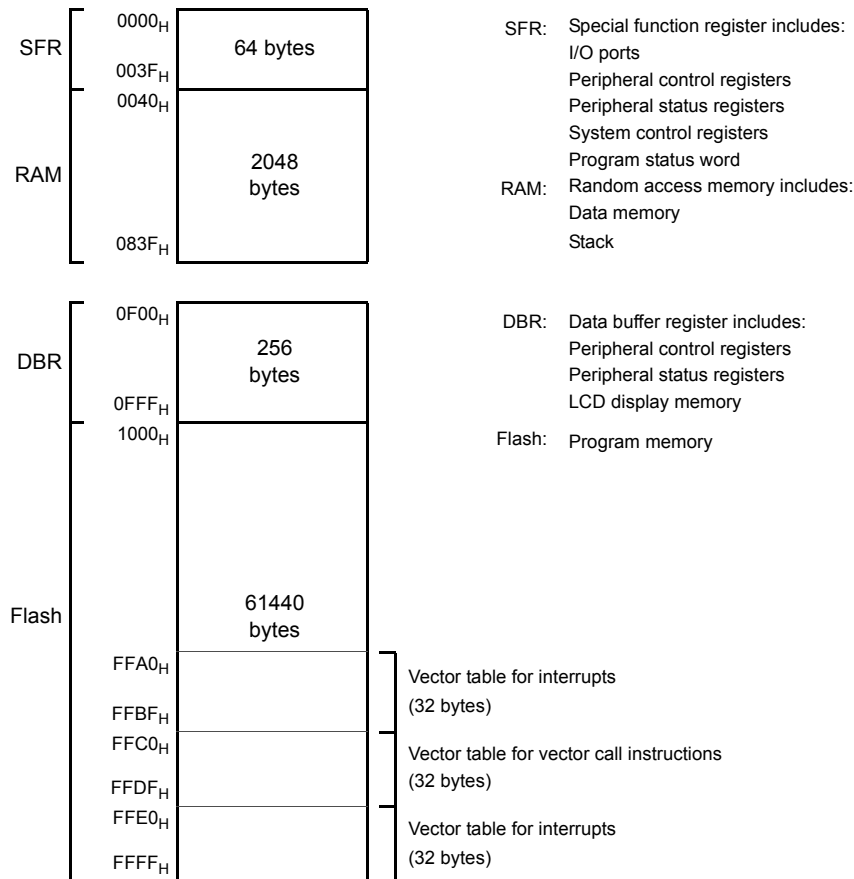 0000H
SFR
64 bytes
003FH
0040H
RAM
2048
bytes
083FH
0F00H
DBR
256
bytes
0FFFH
1000H
Flash
61440
bytes
FFA0H
FFBFH
FFC0H
FFDFH
FFE0H
FFFFH
SFR: Special function register includes:
I/O ports
Peripheral control registers
Peripheral status registers
System control registers
Program status word
RAM: Random access memory includes:
Data memory
Stack
DBR: Data buffer register includes:
Peripheral control registers
Peripheral status registers
LCD display memory
Flash: Program memory
Vector table for interrupts
(32 bytes)
Vector table for vector call instructions
(32 bytes)
Vector table for interrupts
(32 bytes)